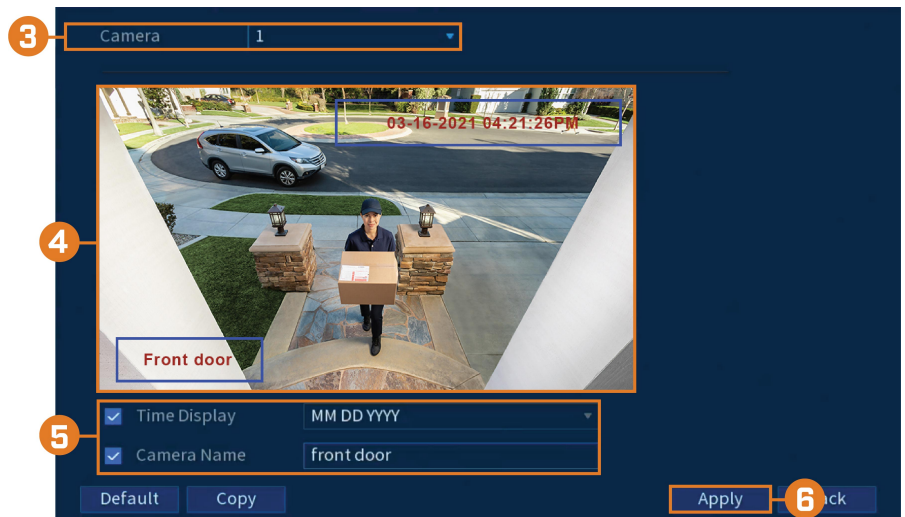 3
Camera 1
03-16-2021 04:21:26PM
4
Front door
5
Time Display MM DD YYYY
Camera Name front door
Default Copy Apply 6 ck